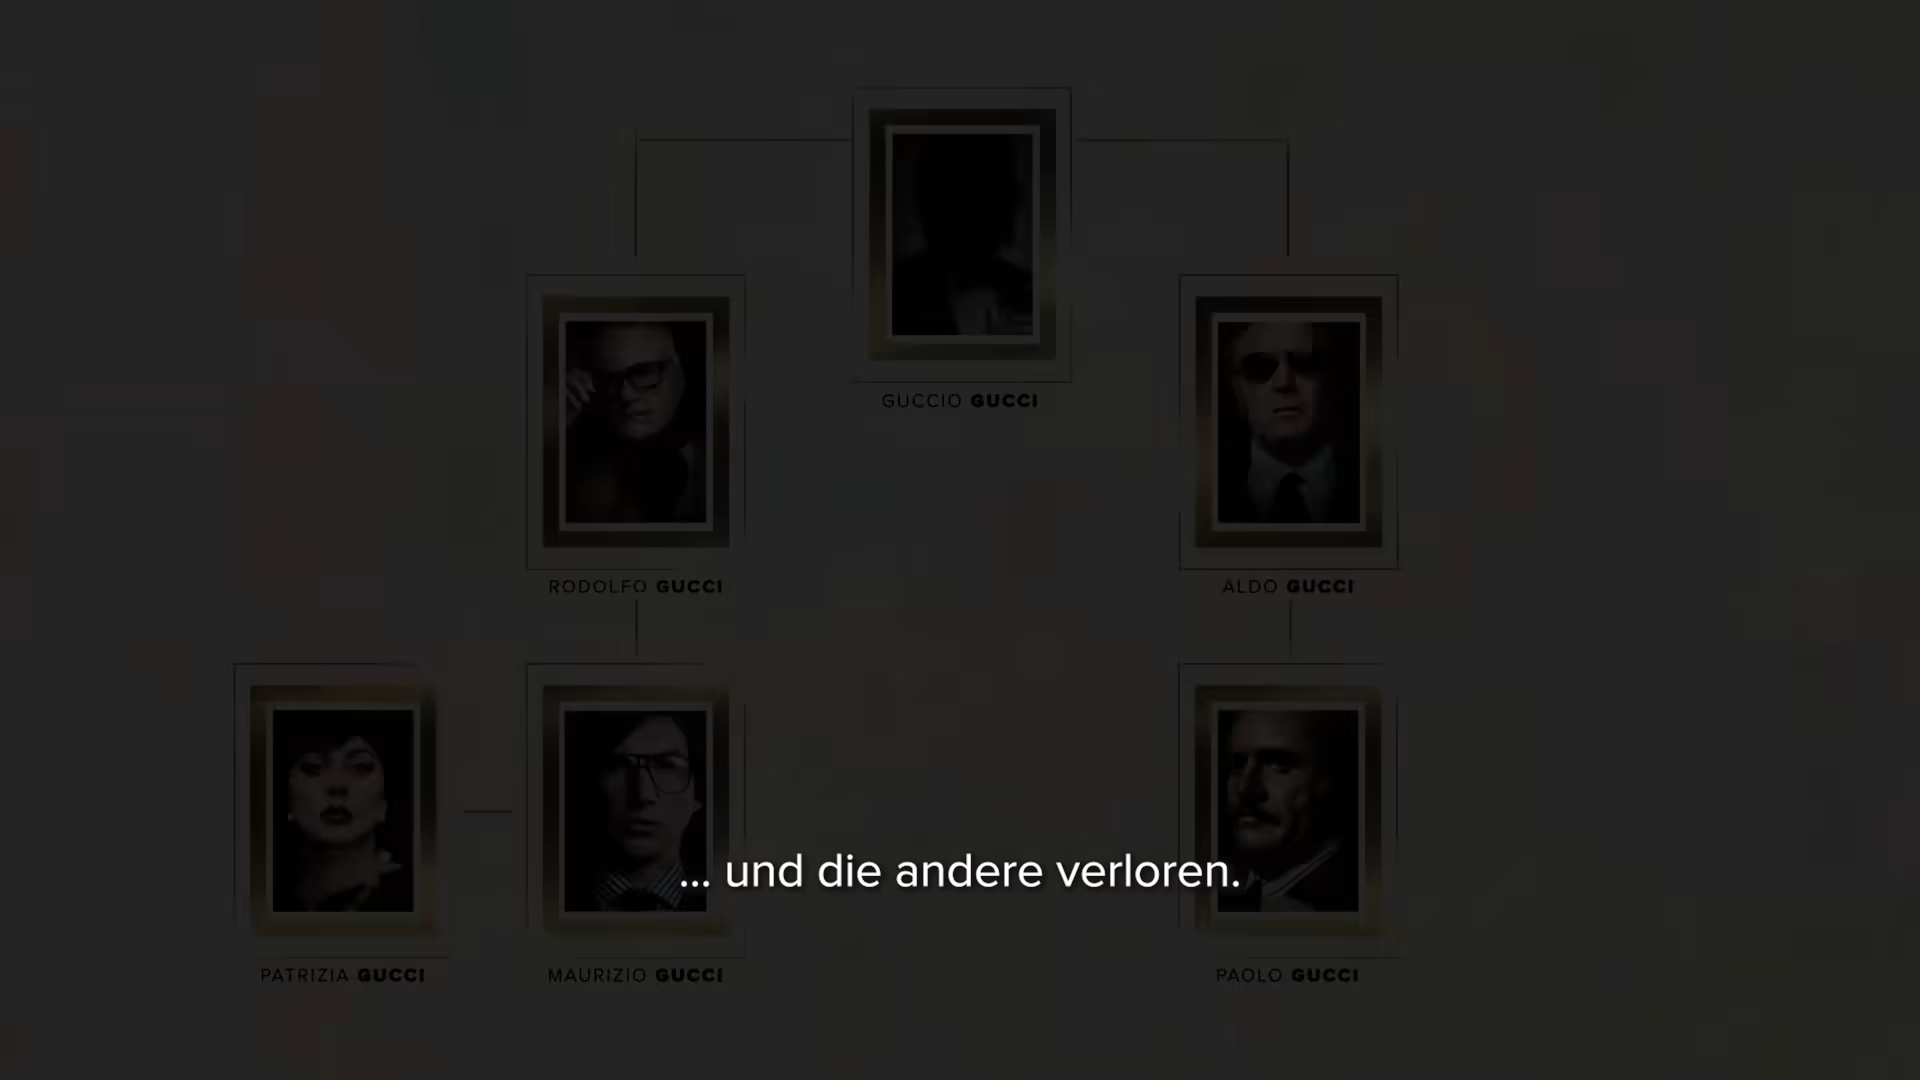 GUCCIO GUCCI
RODOLFO GUCCI
ALDO GUCCI
... und die andere verloren.
PATRIZIA GUCCI
MAURIZIO GUCCI
PAOLO GUCCI